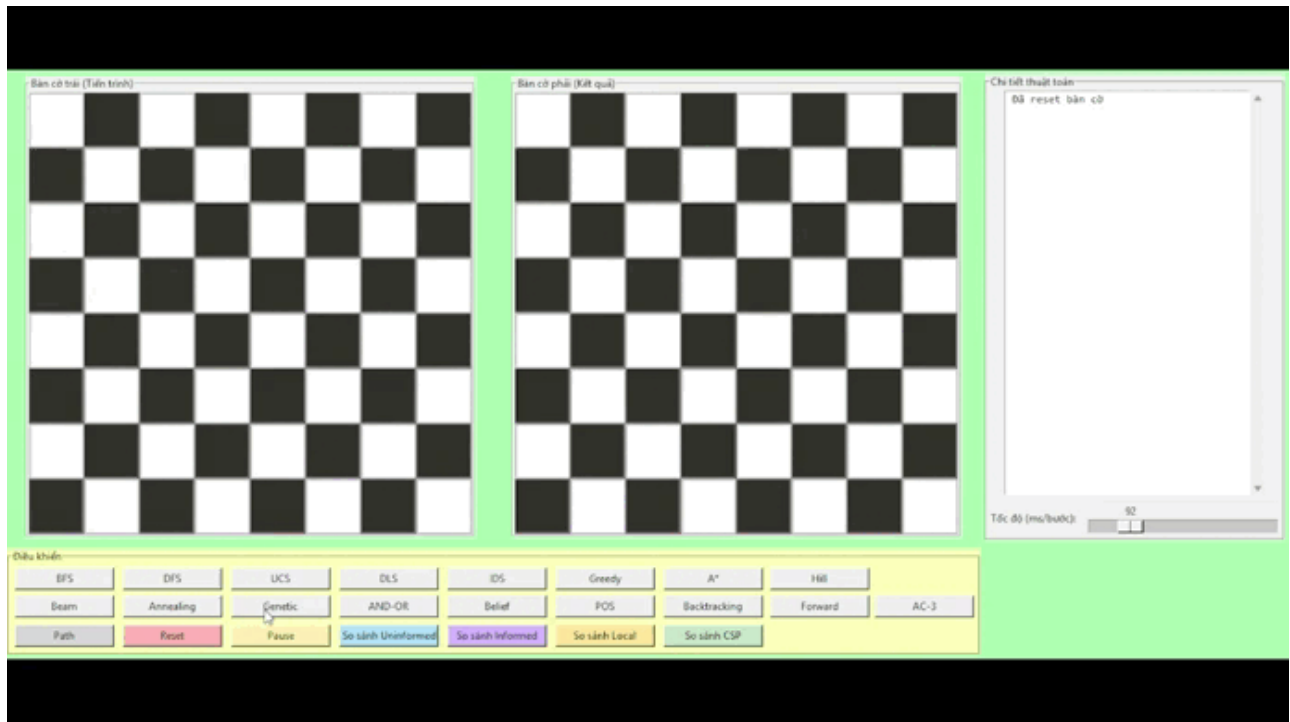 Bàn cờ trái (Tiến trình)
Bàn cờ phải (Kết quả)
Chi tiết thuật toán
Đã reset bàn cờ
Tốc độ (ms/bước):
92
Điều khiển
BFS DFS UCS DLS IDS Greedy A* Hill
Beam Annealing Genetic AND-OR Belief POS Backtracking Forward AC-3
Path Reset Pause So sánh Uninformed So sánh Informed So sánh Local So sánh CSP